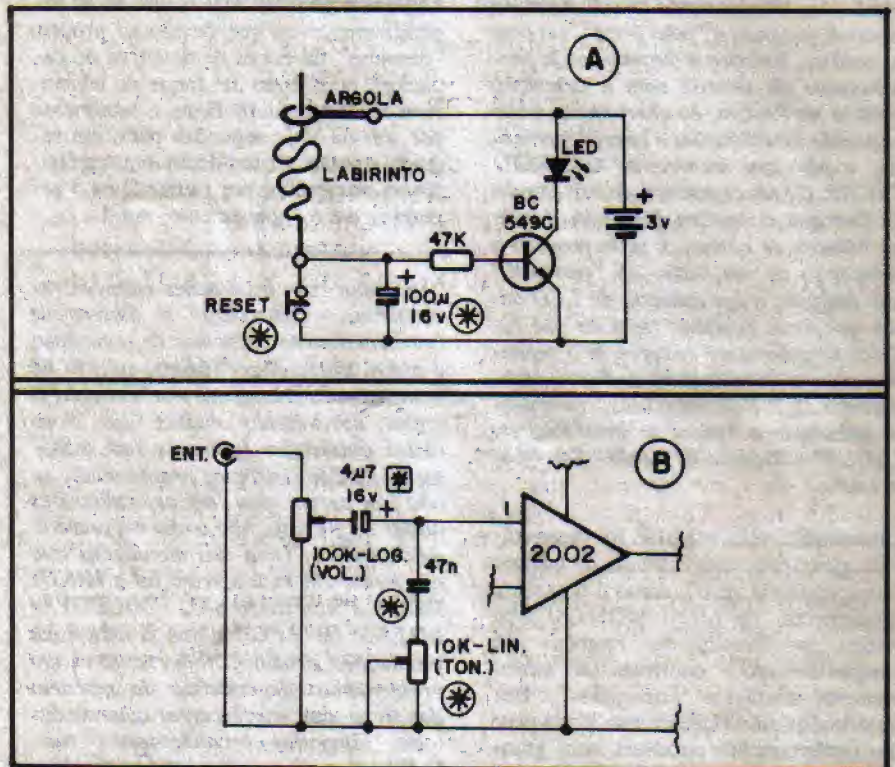 A
ARGOLA
LABIRINTO
LED
BC
549C
+
3v
47K
+
100µ
16v
RESET
B
ENT.
4µ7
16v
+
100K-LOG.
(VOL.)
47n
1
2002
10K-LIN.
(TON.)